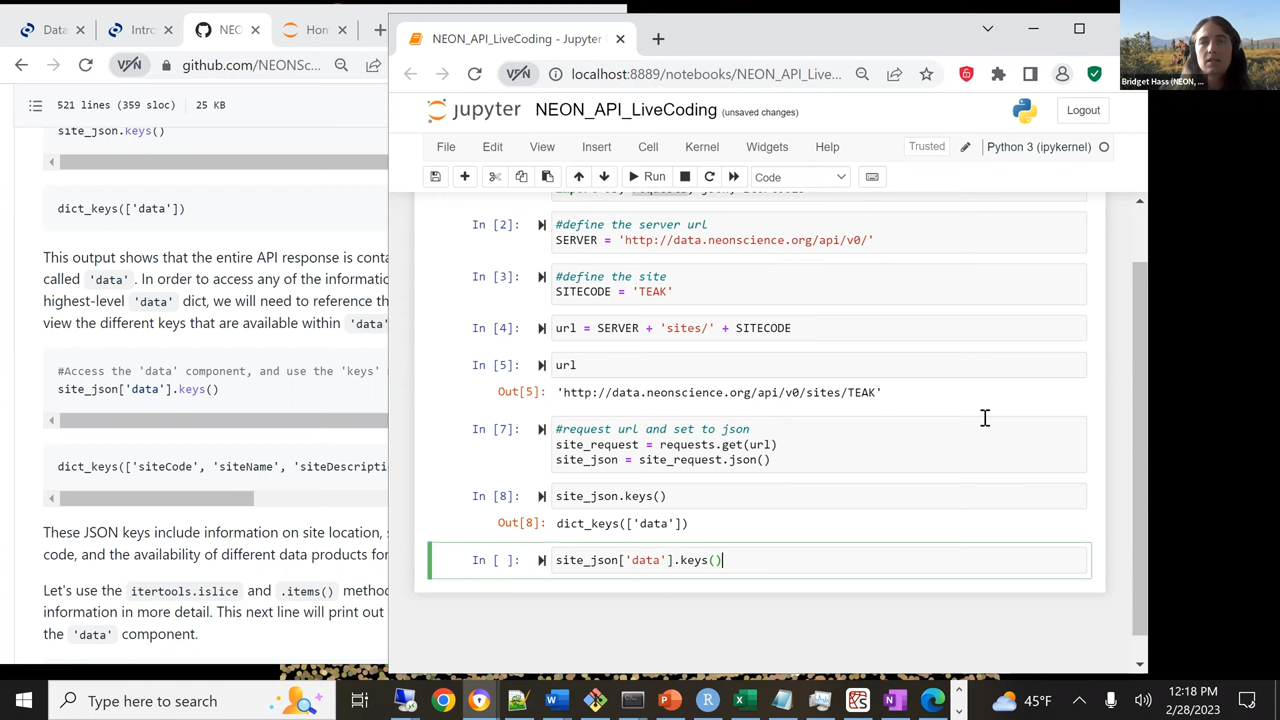 Data
Intro
NEO
Hom
NEON_API_LiveCoding - Jupyter
VPN
github.com/NEONSc
VPN
localhost:8889/notebooks/NEON_API_Live...
Bridget Hass (NEON, ...
521 lines (359 sloc)
25 KB
jupyter
NEON_API_LiveCoding
(unsaved changes)
Logout
File
Edit
View
Insert
Cell
Kernel
Widgets
Help
Trusted
Python 3 (ipykernel)
Run
Code
site_json.keys()
dict_keys(['data'])
This output shows that the entire API response is conta
called 'data'. In order to access any of the informa
highest-level 'data' dict, we will need to reference th
view the different keys that are available within 'da
#Access the 'data' component, and use the 'keys'
site_json['data'].keys()
dict_keys(['siteCode', 'siteName', 'siteDescripti
These JSON keys include information on site location, s
code, and the availability of different data products for
Let's use the itertools.islice and .items() metho
information in more detail. This next line will print out
the 'data' component.
In [2]:
#define the server url
SERVER = 'http://data.neonscience.org/api/v0/'
In [3]:
#define the site
SITECODE = 'TEAK'
In [4]:
url = SERVER + 'sites/' + SITECODE
In [5]:
url
Out[5]:
'http://data.neonscience.org/api/v0/sites/TEAK'
In [7]:
#request url and set to json
site_request = requests.get(url)
site_json = site_request.json()
In [8]:
site_json.keys()
Out[8]:
dict_keys(['data'])
In [ ]:
site_json['data'].keys()
Type here to search
45°F
12:18 PM
2/28/2023